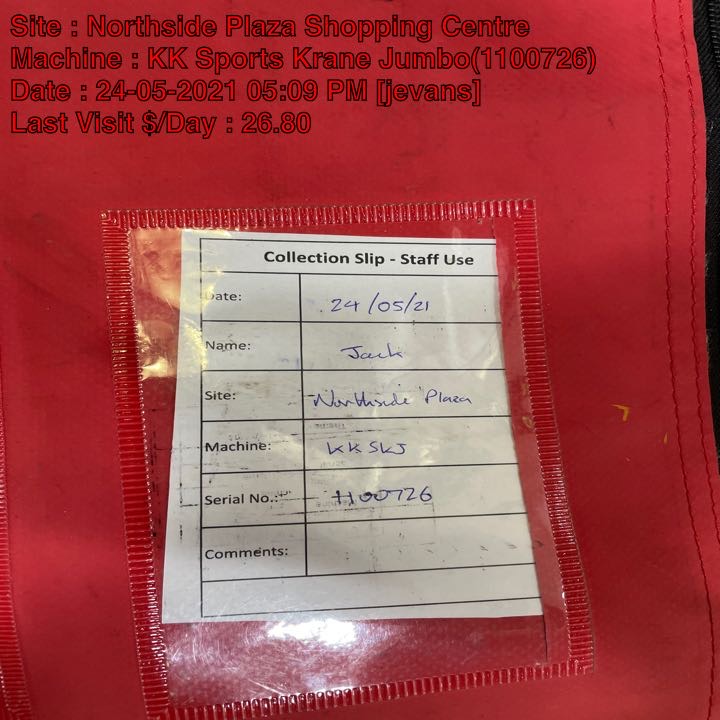 Site : Northside Plaza Shopping Centre
Machine : KK Sports Krane Jumbo(1100726)
Date : 24-05-2021 05:09 PM [jevans]
Last Visit $/Day : 26.80
Collection Slip - Staff Use
Date: 24/05/21
Name: Jack
Site: Northside Plaza
Machine: KKSKJ
Serial No.: 1100726
Comments: